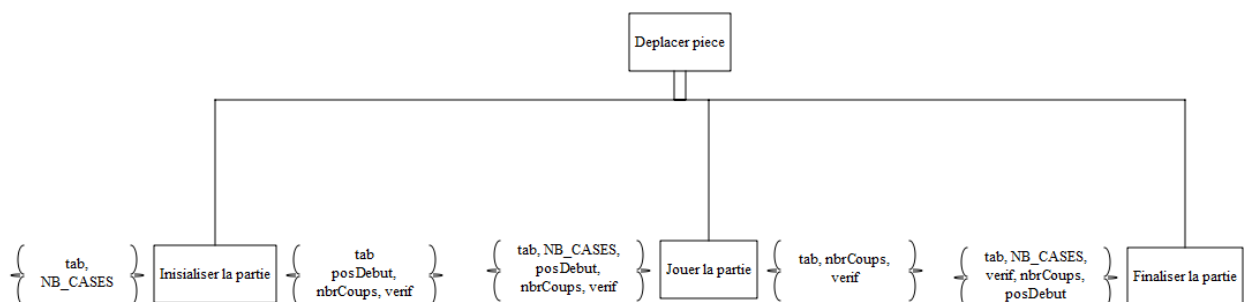 Deplacer piece
tab,
NB_CASES
Inisialiser la partie
tab
posDebut,
nbrCoups, verif
tab, NB_CASES,
posDebut,
nbrCoups, verif
Jouer la partie
tab, nbrCoups,
verif
tab, NB_CASES,
verif, nbrCoups,
posDebut
Finaliser la partie